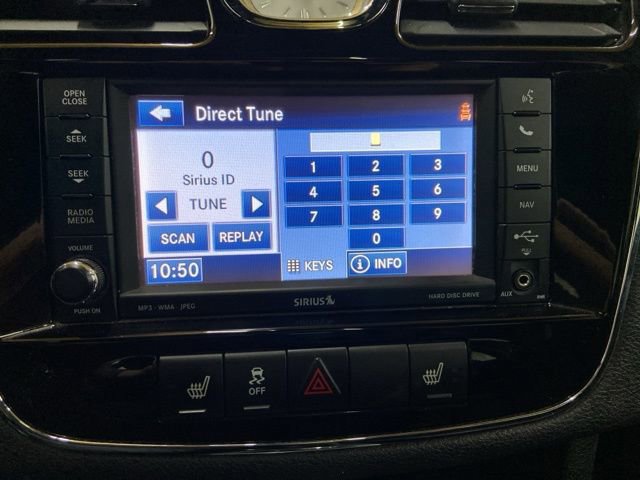 OPEN
CLOSE
SEEK
SEEK
RADIO
MEDIA
VOLUME
PUSH ON
Direct Tune
0
Sirius ID
TUNE
SCAN REPLAY
10:50
1 2 3
4 5 6
7 8 9
0
KEYS
INFO
MENU
NAV
PULL
AUX
MP3 · WMA · JPEG
SIRIUS
HARD DISC DRIVE
OFF